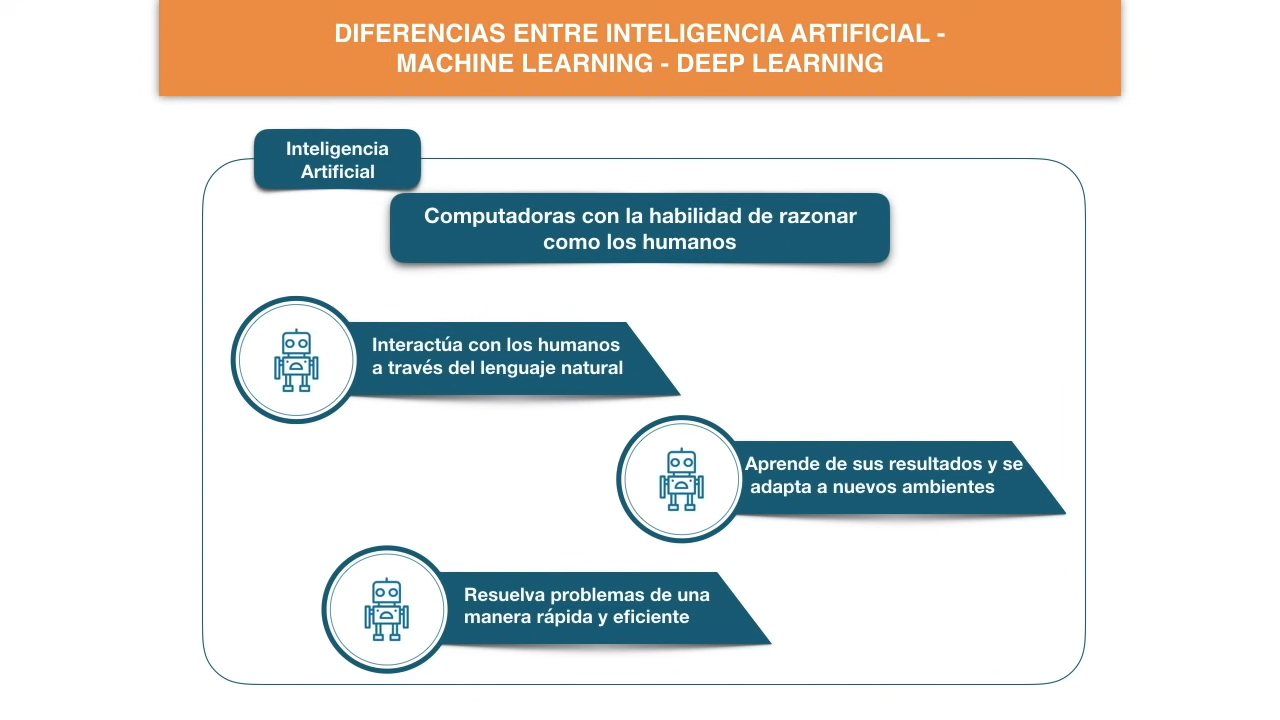 DIFERENCIAS ENTRE INTELIGENCIA ARTIFICIAL -
MACHINE LEARNING - DEEP LEARNING
Inteligencia
Artificial
Computadoras con la habilidad de razonar
como los humanos
Interactúa con los humanos
a través del lenguaje natural
Aprende de sus resultados y se
adapta a nuevos ambientes
Resuelva problemas de una
manera rápida y eficiente